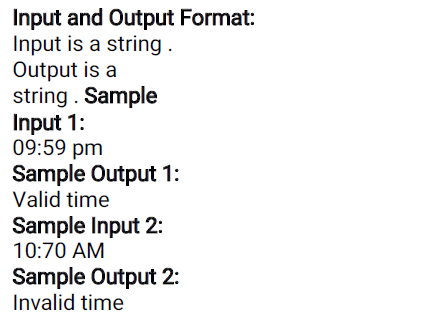 Input and Output Format:
Input is a string .
Output is a
string . Sample
Input 1:
09:59 pm
Sample Output 1:
Valid time
Sample Input 2:
10:70 AM
Sample Output 2:
Invalid time